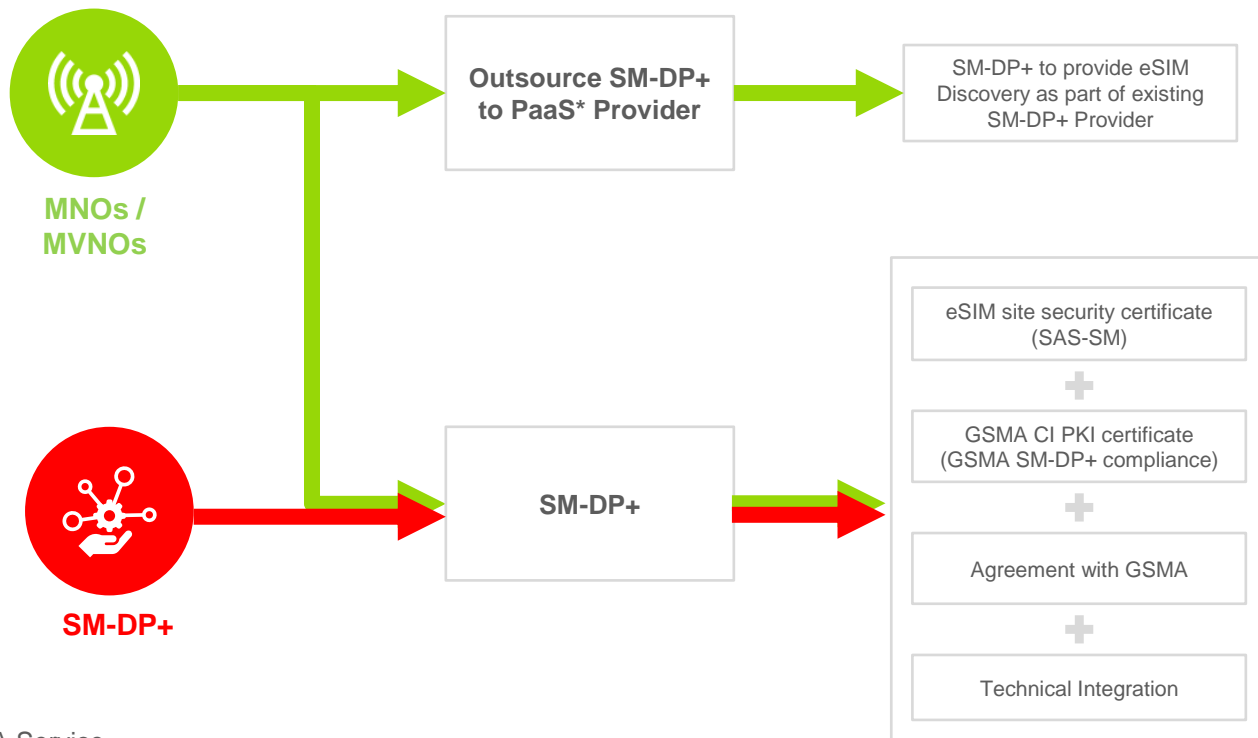 Outsource SM-DP+
to PaaS* Provider
SM-DP+ to provide eSIM
Discovery as part of existing
SM-DP+ Provider
MNOs /
MVNOs
eSIM site security certificate
(SAS-SM)
GSMA CI PKI certificate
(GSMA SM-DP+ compliance)
SM-DP+
Agreement with GSMA
SM-DP+
Technical Integration
Service